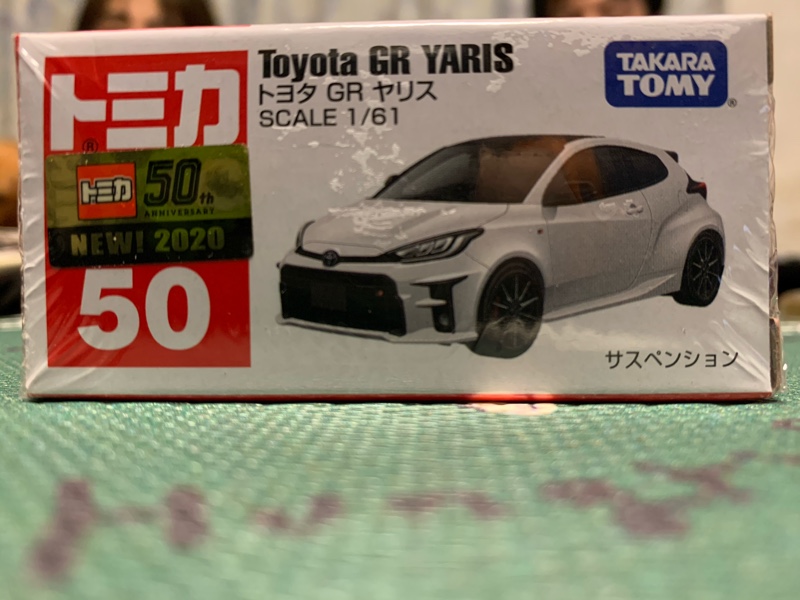 トミカ
®
Toyota GR YARIS
トヨタ GR ヤリス
SCALE 1/61
TAKARA
TOMY®
トミカ 50th
ANNIVERSARY
NEW! 2020
50
サスペンション